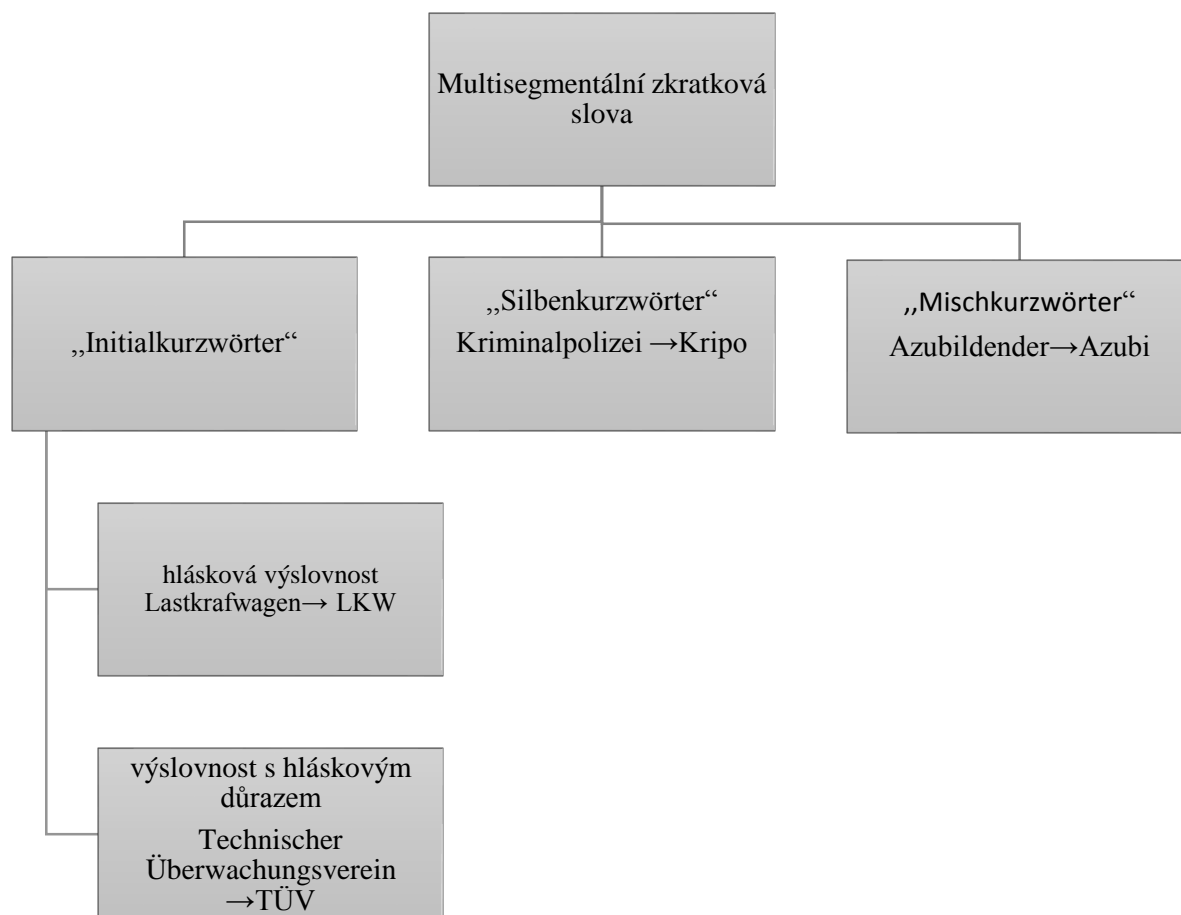 Multisegmentální zkratková
slova
„Initialkurzwörter“
„Silbenkurzwörter“
Kriminalpolizei →Kripo
„Mischkurzwörter“
Azubildender→Azubi
hlásková výslovnost
Lastkrafwagen→ LKW
výslovnost s hláskovým
důrazem
Technischer
Überwachungsverein
→TÜV